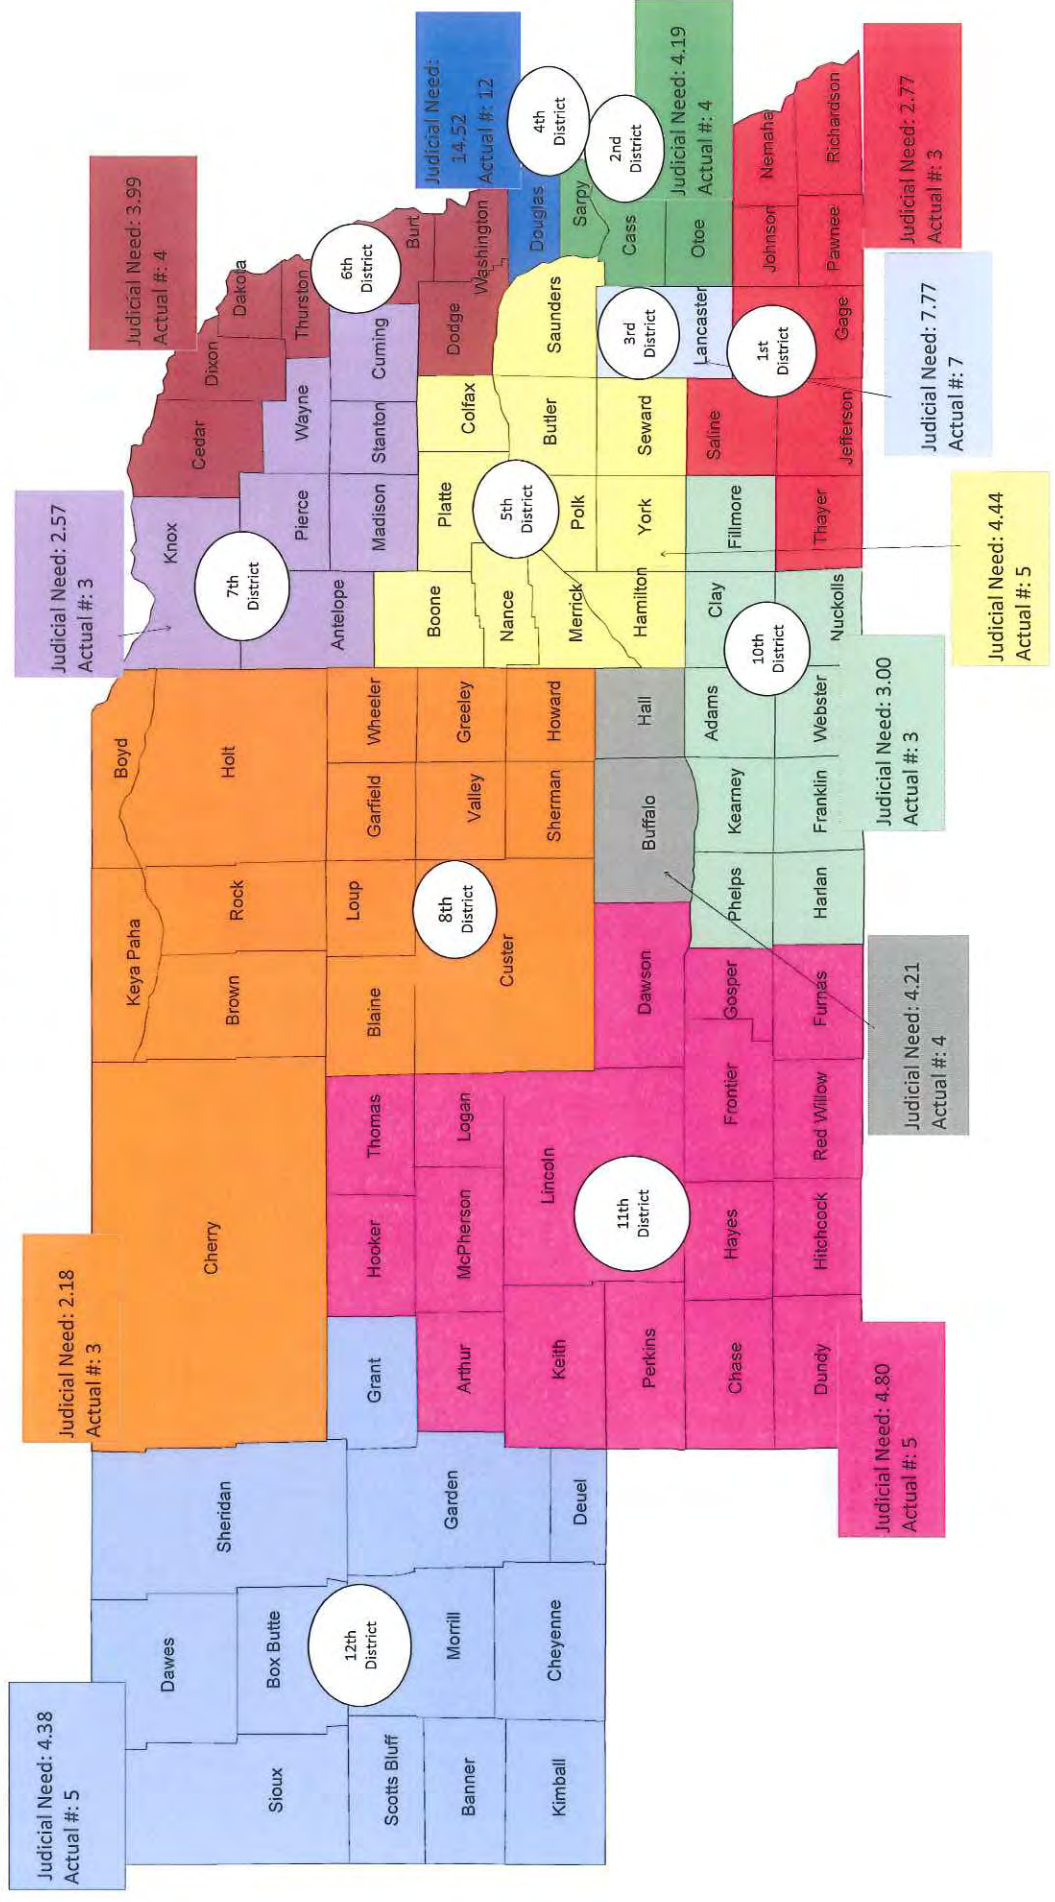 Judicial Need: 4.38
Actual #: 5
Judicial Need: 2.18
Actual #: 3
Judicial Need: 2.57
Actual #: 3
Judicial Need: 3.99
Actual #: 4
Judicial Need:
14.52
Actual #: 12
Judicial Need: 4.19
Actual #: 4
Judicial Need: 2.77
Actual #: 3
Judicial Need: 7.77
Actual #: 7
Judicial Need: 4.44
Actual #: 5
Judicial Need: 3.00
Actual #: 3
Judicial Need: 4.21
Actual #: 4
Judicial Need: 4.80
Actual #: 5
Sioux
Dawes
Box Butte
Sheridan
Scotts Bluff
Banner
Kimball
12th
District
Morrill
Cheyenne
Garden
Deuel
Grant
Cherry
Keya Paha
Boyd
Brown
Rock
Holt
Blaine
Loup
Garfield
Wheeler
Custer
8th
District
Valley
Greeley
Sherman
Howard
Hooker
Thomas
Arthur
McPherson
Logan
Keith
Lincoln
Perkins
11th
District
Dawson
Chase
Hayes
Frontier
Gosper
Dundy
Hitchcock
Red Willow
Furnas
Buffalo
Hall
Phelps
Kearney
Adams
Clay
Fillmore
10th
District
Harlan
Franklin
Webster
Nuckolls
Knox
7th
District
Antelope
Pierce
Wayne
Madison
Stanton
Cuming
Cedar
Dixon
Dakota
Thurston
6th
District
Burt
Dodge
Washington
Boone
Platte
Colfax
Nance
5th
District
Merrick
Polk
Butler
Saunders
Hamilton
York
Seward
3rd
District
Lancaster
Douglas
4th
District
Sarpy
2nd
District
Cass
Otoe
Saline
1st
District
Thayer
Jefferson
Gage
Johnson
Nemaha
Pawnee
Richardson